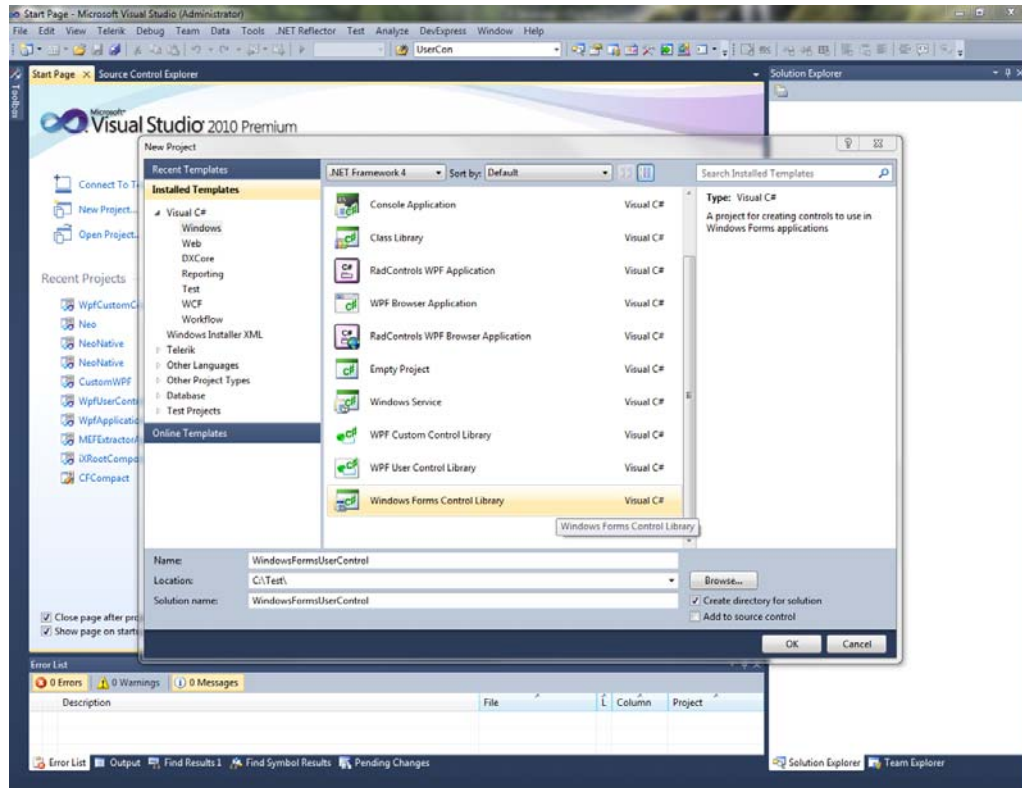 Start Page - Microsoft Visual Studio (Administrator)
File Edit View Telerik Debug Team Data Tools .NET Reflector Test Analyze DevExpress Window Help
UserCon
Start Page Source Control Explorer
Solution Explorer
Toolbox
Microsoft
Visual Studio 2010 Premium
Connect To
New Project...
Open Project..
Recent Projects
Neo
NeoNative
NeoNative
CustomWPF
CFCompact
Close page after
Show page on
New Project
Recent Templates
Installed Templates
Visual C#
Windows
Web
DXCore
Reporting
Test
WCF
Workflow
Windows Installer XML
Telerik
Other Languages
Other Project Types
Database
Test Projects
Online Templates
.NET Framework 4 Sort by: Default
Console Application Visual C#
Class Library Visual C#
RadControls WPF Application Visual C#
WPF Browser Application Visual C#
RadControls WPF Browser Application Visual C#
Empty Project Visual C#
Windows Service Visual C#
WPF Custom Control Library Visual C#
WPF User Control Library Visual C#
Windows Forms Control Library Visual C#
Windows Forms Control Library
Search Installed Templates
Type: Visual C#
A project for creating controls to use in
Windows Forms applications
Name: WindowsFormsUserControl
Location: C:\Test\
Solution name: WindowsFormsUserControl
Browse...
Create directory for solution
Add to source control
OK Cancel
Error List
0 Errors 0 Warnings 0 Messages
Description File L Column Project
Error List Output Find Results 1 Find Symbol Results Pending Changes
Solution Explorer Team Explorer